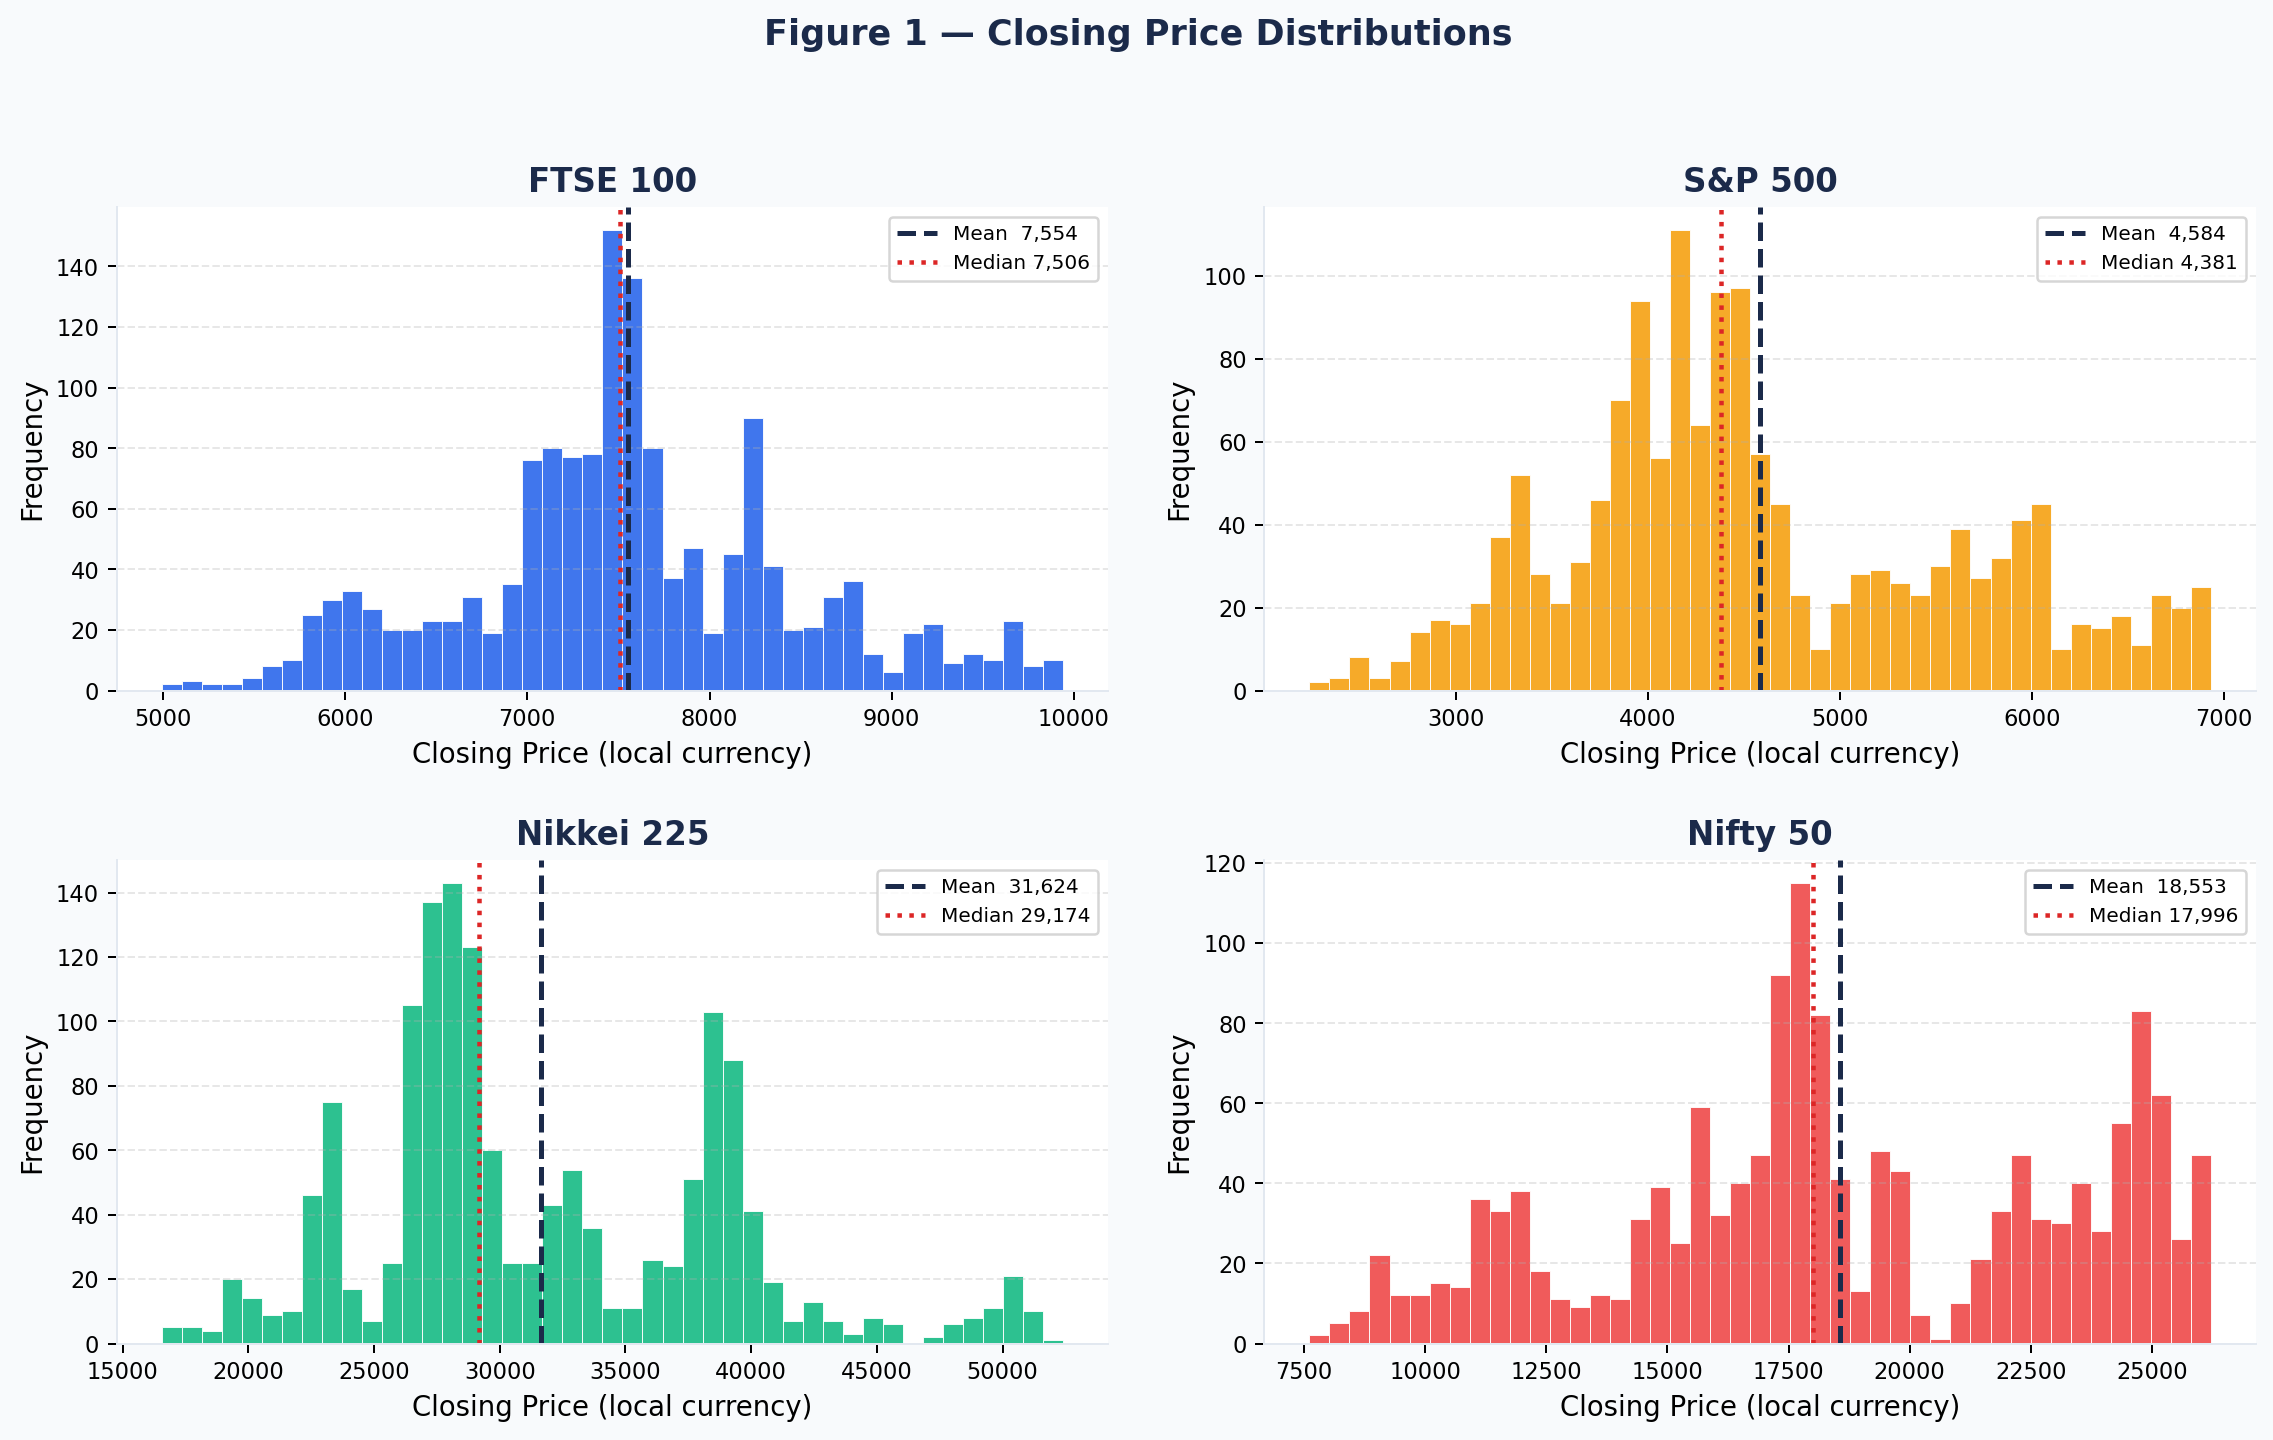 Figure 1 — Closing Price Distributions
FTSE 100
Mean  7,554
Median 7,506
Frequency
0
20
40
60
80
100
120
140
5000 6000 7000 8000 9000 10000
Closing Price (local currency)
S&P 500
Mean  4,584
Median 4,381
Frequency
0
20
40
60
80
100
3000 4000 5000 6000 7000
Closing Price (local currency)
Nikkei 225
Mean  31,624
Median 29,174
Frequency
0
20
40
60
80
100
120
140
15000 20000 25000 30000 35000 40000 45000 50000
Closing Price (local currency)
Nifty 50
Mean  18,553
Median 17,996
Frequency
0
20
40
60
80
100
120
7500 10000 12500 15000 17500 20000 22500 25000
Closing Price (local currency)